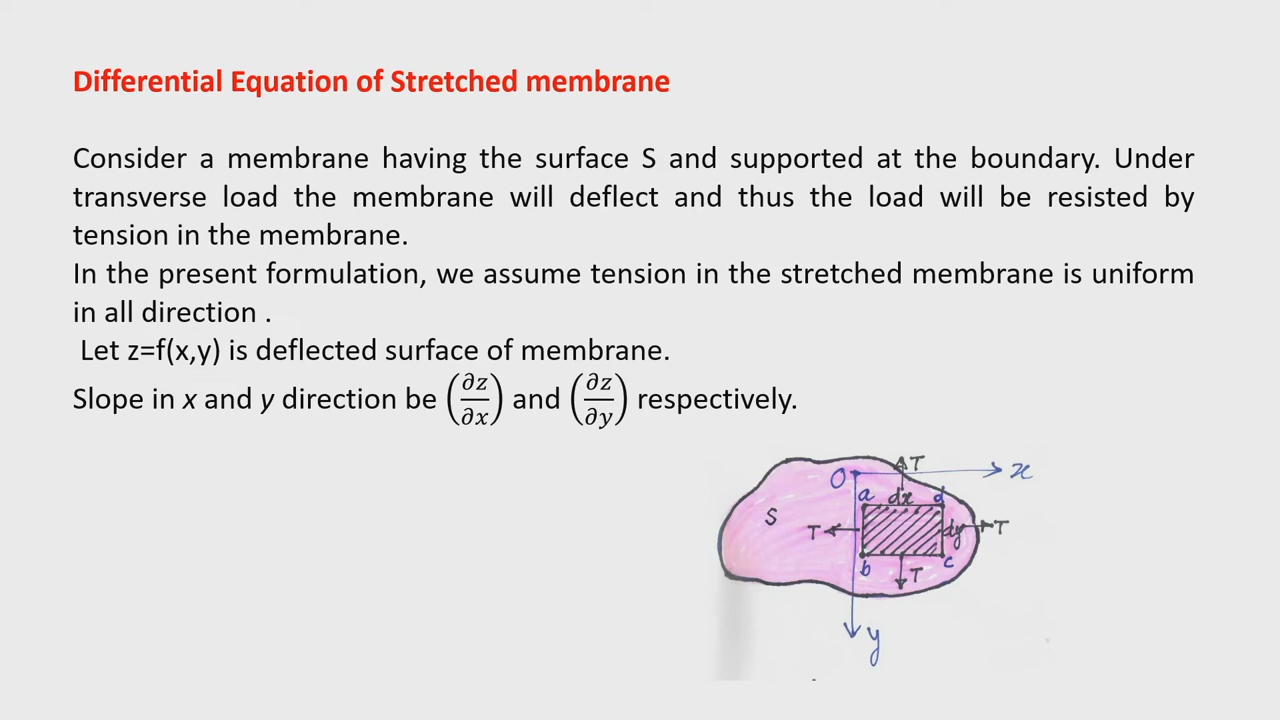 Differential Equation of Stretched membrane
Consider a membrane having the surface S and supported at the boundary. Under
transverse load the membrane will deflect and thus the load will be resisted by
tension in the membrane.
In the present formulation, we assume tension in the stretched membrane is uniform
in all direction .
Let z=f(x,y) is deflected surface of membrane.
Slope in x and y direction be (∂z/∂x) and (∂z/∂y) respectively.
T
O
x
a dx d
S
T
dy
T
b
T
c
y